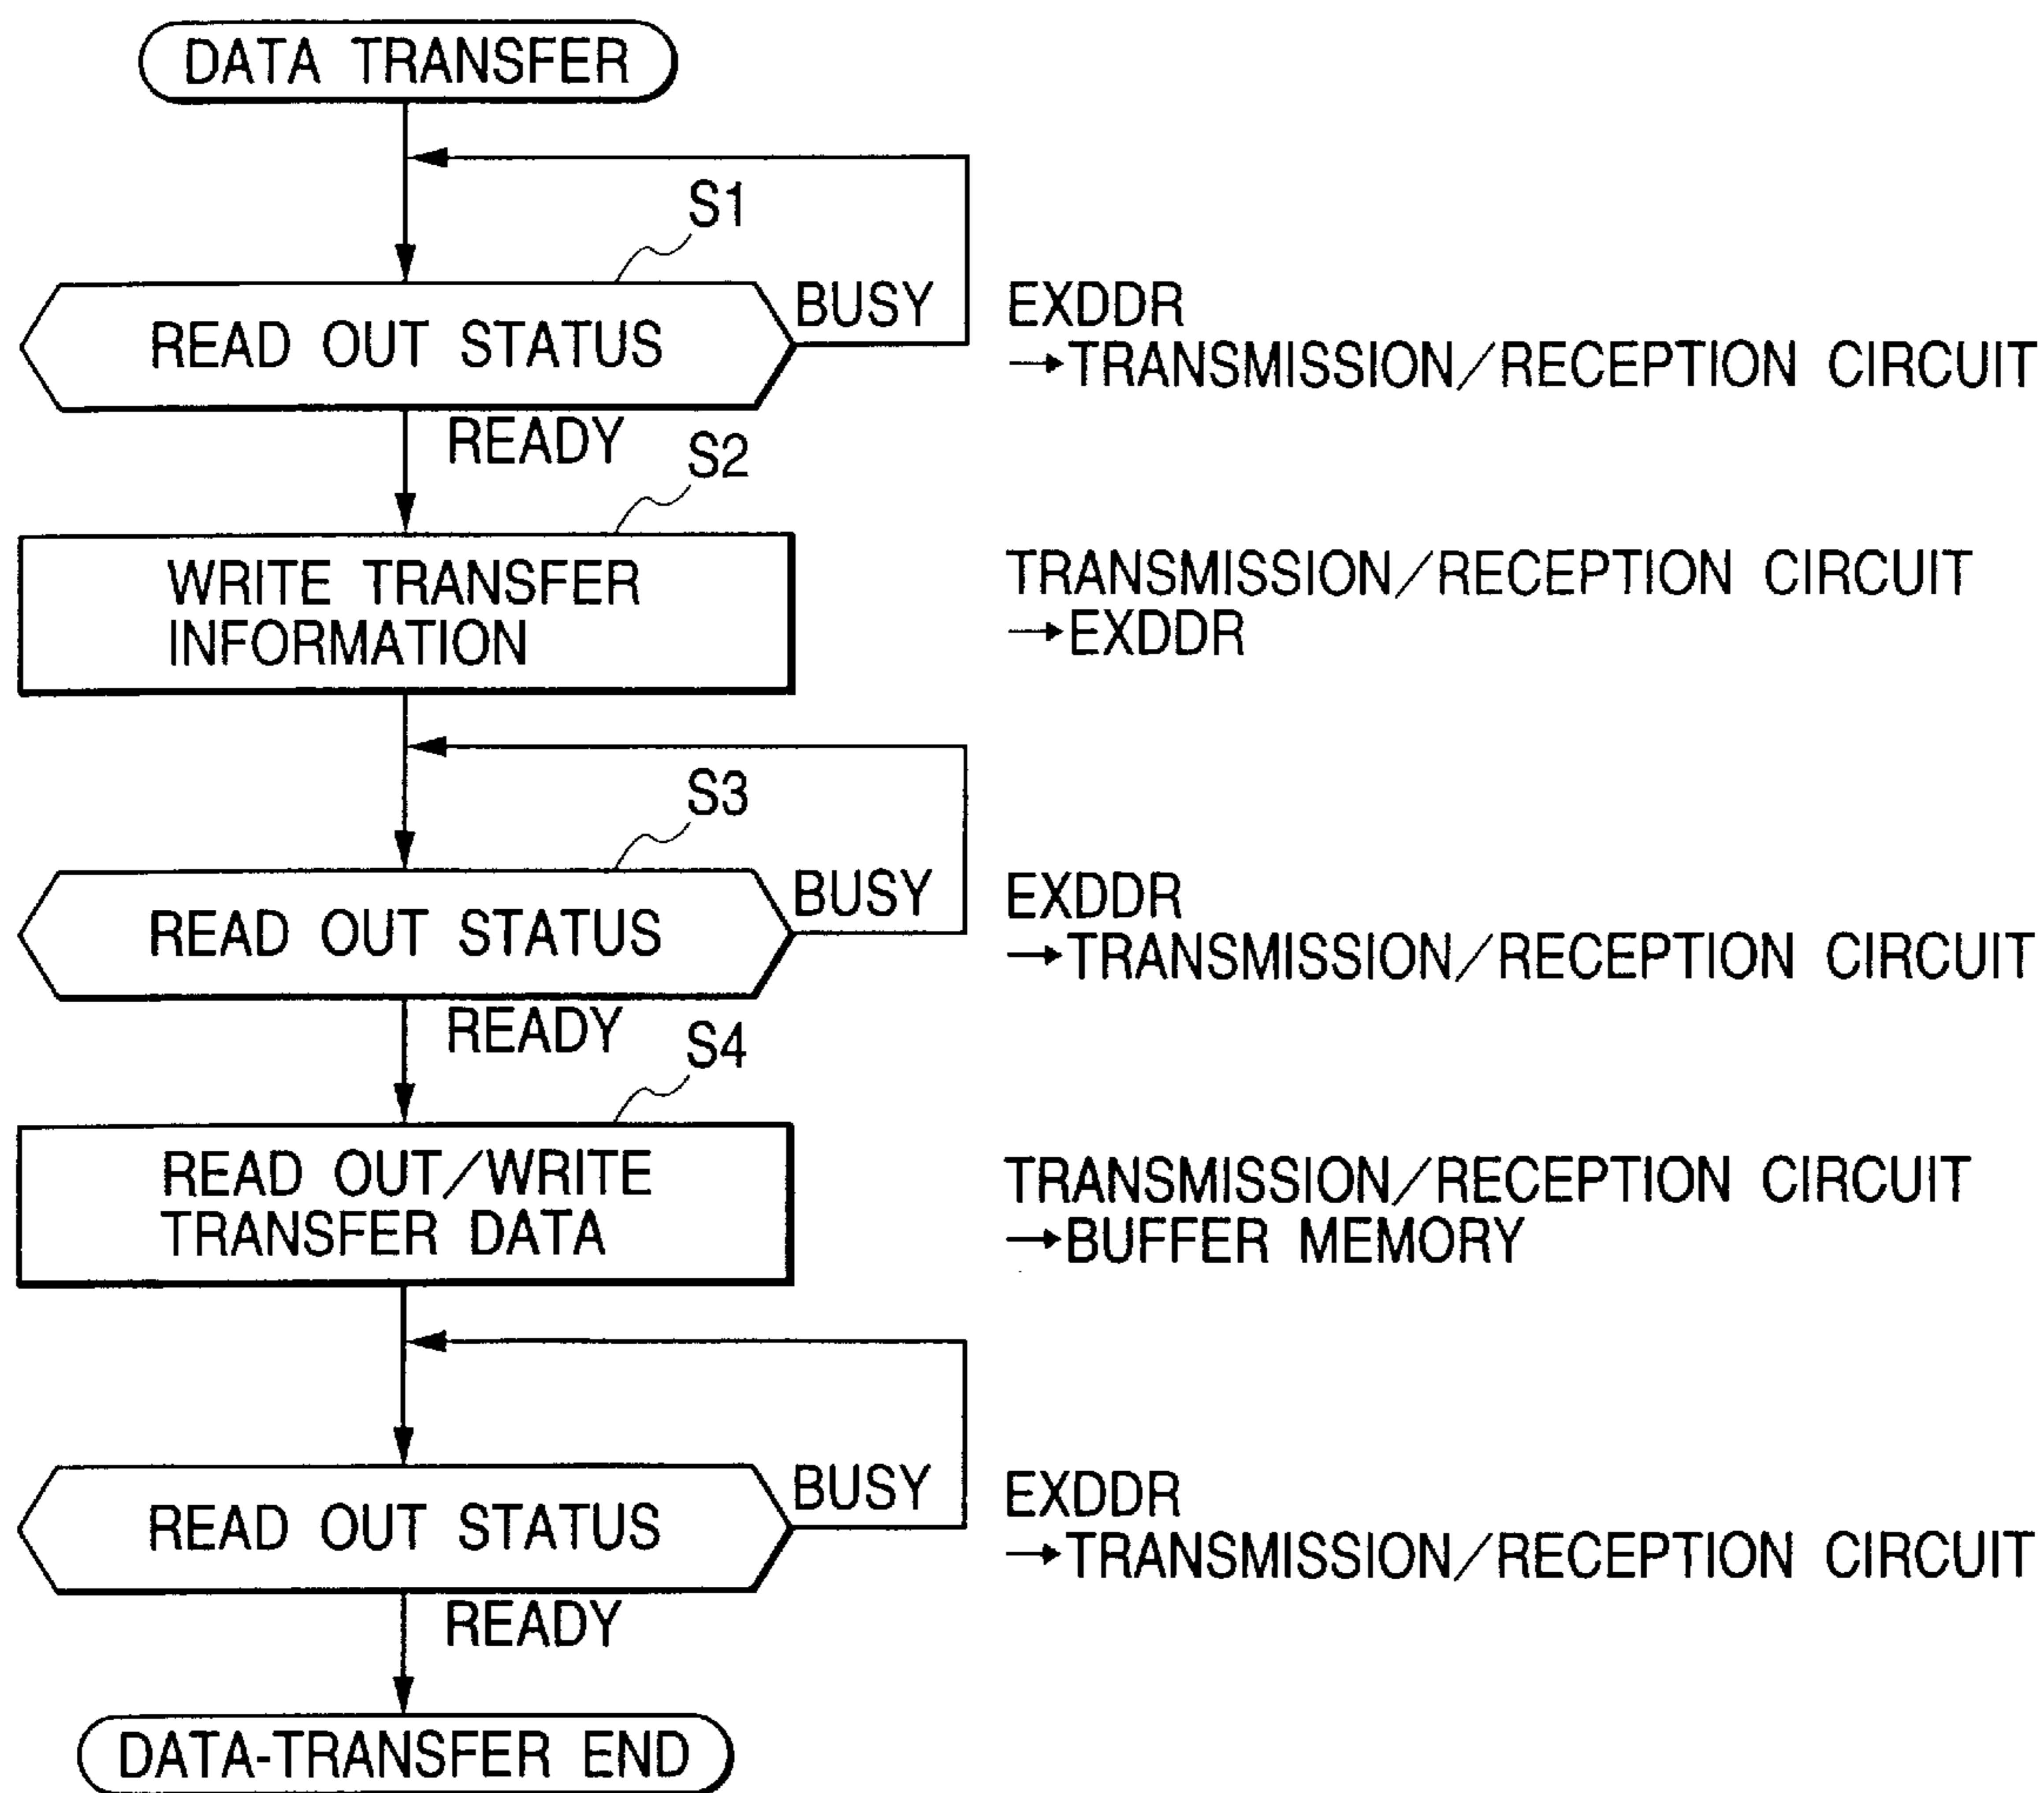 DATA TRANSFER
S1
READ OUT STATUS
BUSY
EXDDR
→TRANSMISSION/RECEPTION CIRCUIT
READY
S2
WRITE TRANSFER
INFORMATION
TRANSMISSION/RECEPTION CIRCUIT
→EXDDR
S3
READ OUT STATUS
BUSY
EXDDR
→TRANSMISSION/RECEPTION CIRCUIT
READY
S4
READ OUT/WRITE
TRANSFER DATA
TRANSMISSION/RECEPTION CIRCUIT
→BUFFER MEMORY
READ OUT STATUS
BUSY
EXDDR
→TRANSMISSION/RECEPTION CIRCUIT
READY
DATA-TRANSFER END